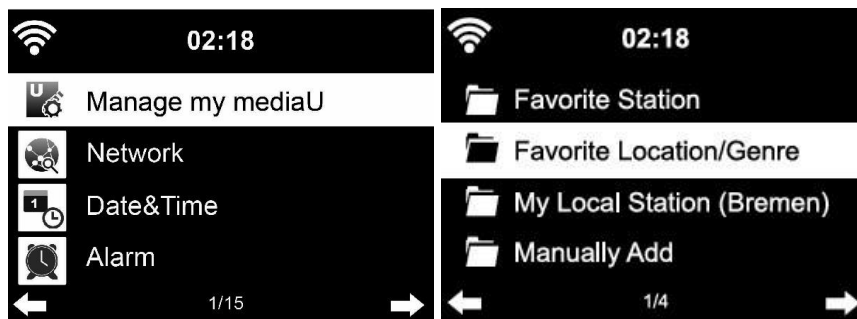 02:18
U
Manage my mediaU
Network
1
Date&Time
Alarm
1/15
02:18
Favorite Station
Favorite Location/Genre
My Local Station (Bremen)
Manually Add
1/4